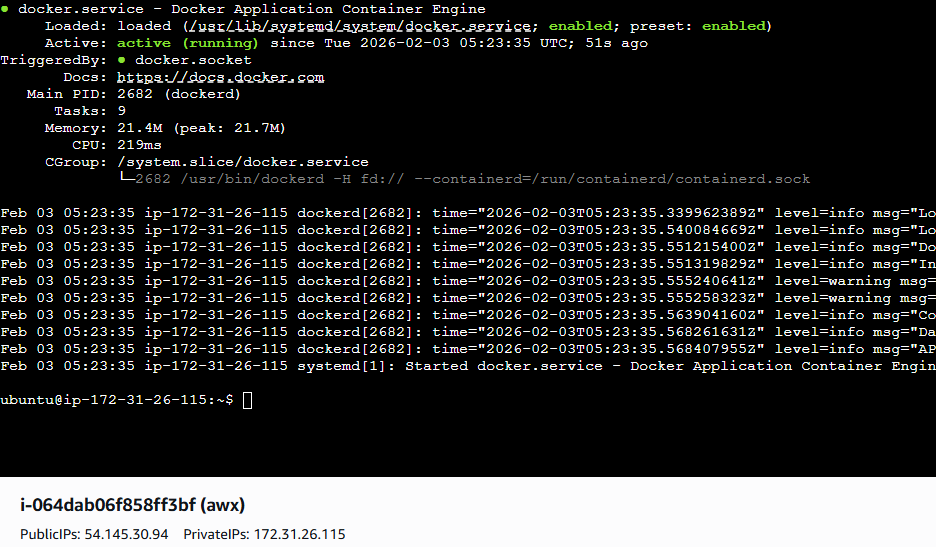 ● docker.service - Docker Application Container Engine
Loaded: loaded (/usr/lib/systemd/system/docker.service; enabled; preset: enabled)
Active: active (running) since Tue 2026-02-03 05:23:35 UTC; 51s ago
TriggeredBy: ● docker.socket
Docs: https://docs.docker.com
Main PID: 2682 (dockerd)
Tasks: 9
Memory: 21.4M (peak: 21.7M)
CPU: 219ms
CGroup: /system.slice/docker.service
└─2682 /usr/bin/dockerd -H fd:// --containerd=/run/containerd/containerd.sock
Feb 03 05:23:35 ip-172-31-26-115 dockerd[2682]: time="2026-02-03T05:23:35.339962389Z" level=info msg="Lo
Feb 03 05:23:35 ip-172-31-26-115 dockerd[2682]: time="2026-02-03T05:23:35.540084669Z" level=info msg="Lo
Feb 03 05:23:35 ip-172-31-26-115 dockerd[2682]: time="2026-02-03T05:23:35.551215400Z" level=info msg="Do
Feb 03 05:23:35 ip-172-31-26-115 dockerd[2682]: time="2026-02-03T05:23:35.551319829Z" level=info msg="In
Feb 03 05:23:35 ip-172-31-26-115 dockerd[2682]: time="2026-02-03T05:23:35.555240641Z" level=warning msg=
Feb 03 05:23:35 ip-172-31-26-115 dockerd[2682]: time="2026-02-03T05:23:35.555258323Z" level=warning msg=
Feb 03 05:23:35 ip-172-31-26-115 dockerd[2682]: time="2026-02-03T05:23:35.563904160Z" level=info msg="Co
Feb 03 05:23:35 ip-172-31-26-115 dockerd[2682]: time="2026-02-03T05:23:35.568261631Z" level=info msg="Da
Feb 03 05:23:35 ip-172-31-26-115 dockerd[2682]: time="2026-02-03T05:23:35.568407955Z" level=info msg="AP
Feb 03 05:23:35 ip-172-31-26-115 systemd[1]: Started docker.service - Docker Application Container Engin
ubuntu@ip-172-31-26-115:~$
i-064dab06f858ff3bf (awx)
PublicIPs: 54.145.30.94 PrivateIPs: 172.31.26.115